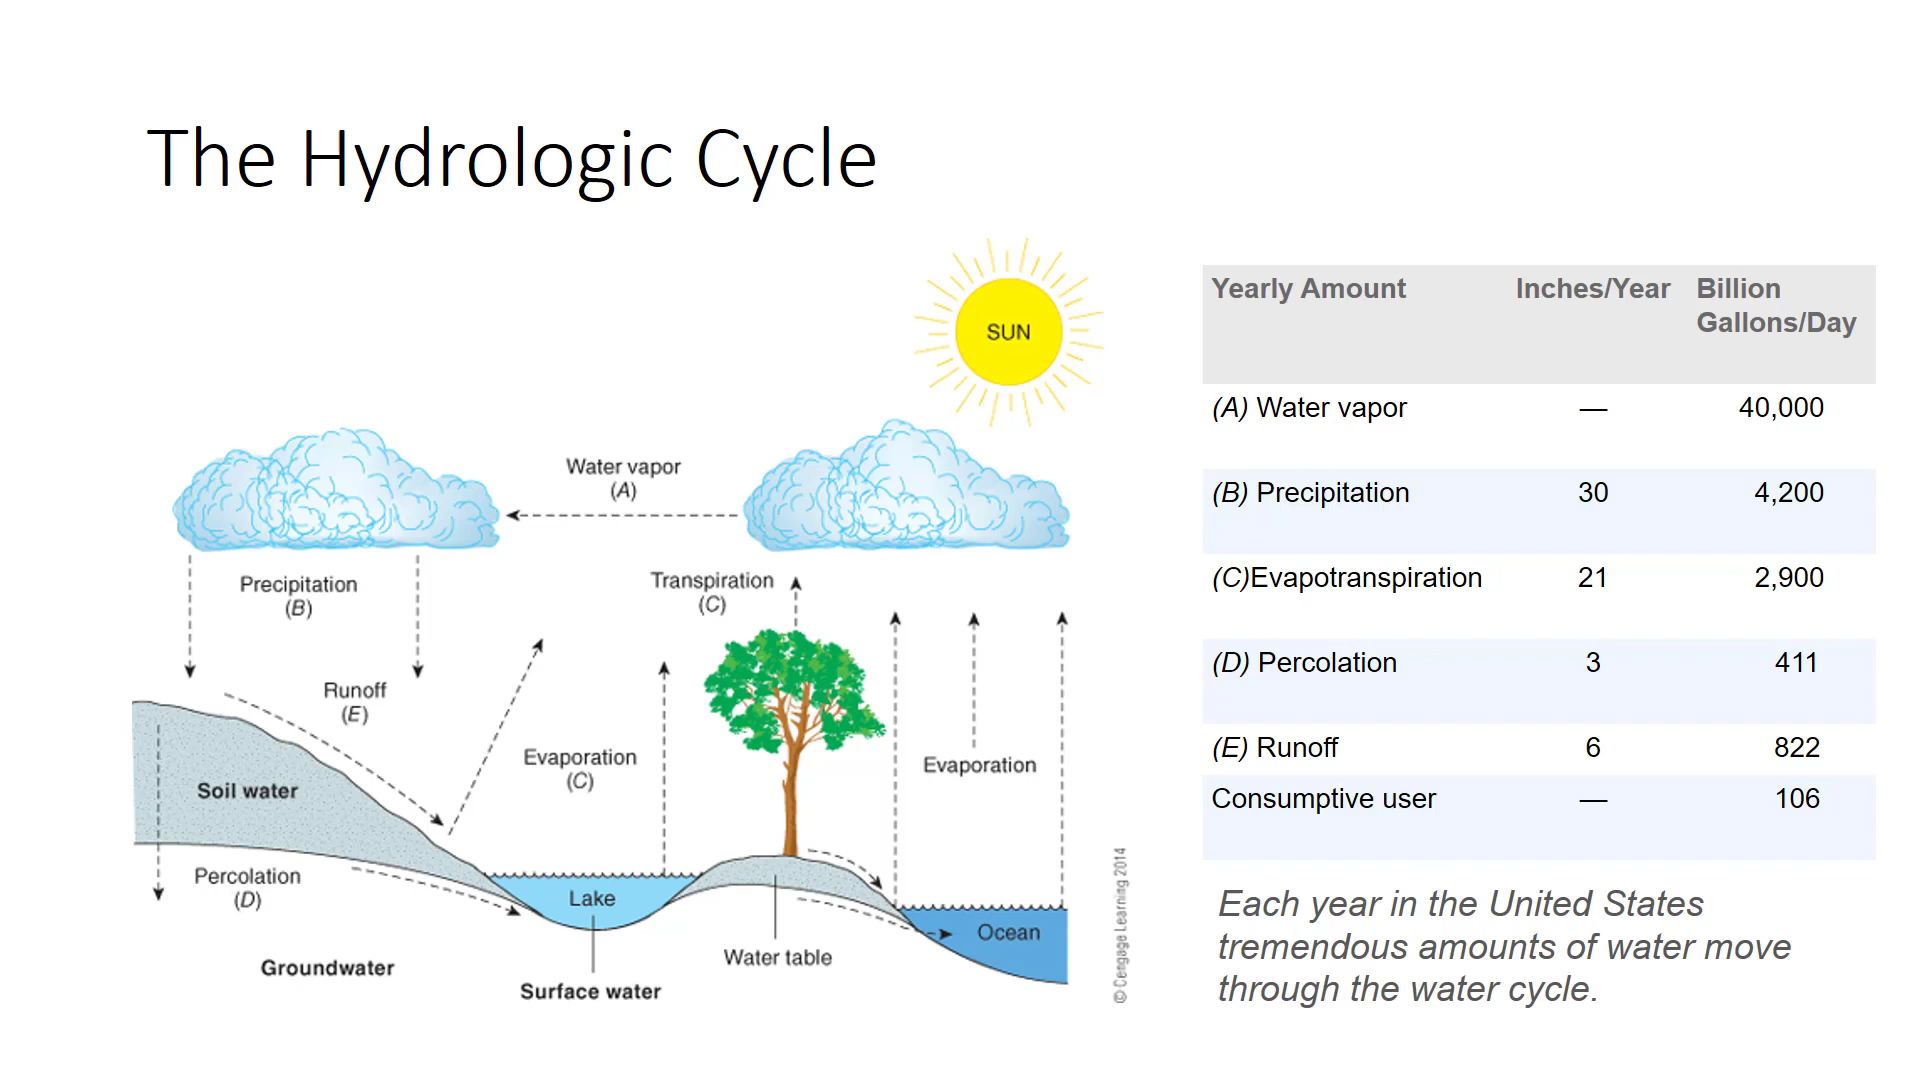 The Hydrologic Cycle
SUN
Water vapor
(A)
Precipitation
(B)
Transpiration
(C)
Runoff
(E)
Evaporation
(C)
Evaporation
Soil water
Percolation
(D)
Lake
Ocean
Water table
Groundwater
Surface water
© Cengage Learning 2014
Yearly Amount Inches/Year Billion
Gallons/Day
(A) Water vapor — 40,000
(B) Precipitation 30 4,200
(C)Evapotranspiration 21 2,900
(D) Percolation 3 411
(E) Runoff 6 822
Consumptive user — 106
Each year in the United States
tremendous amounts of water move
through the water cycle.